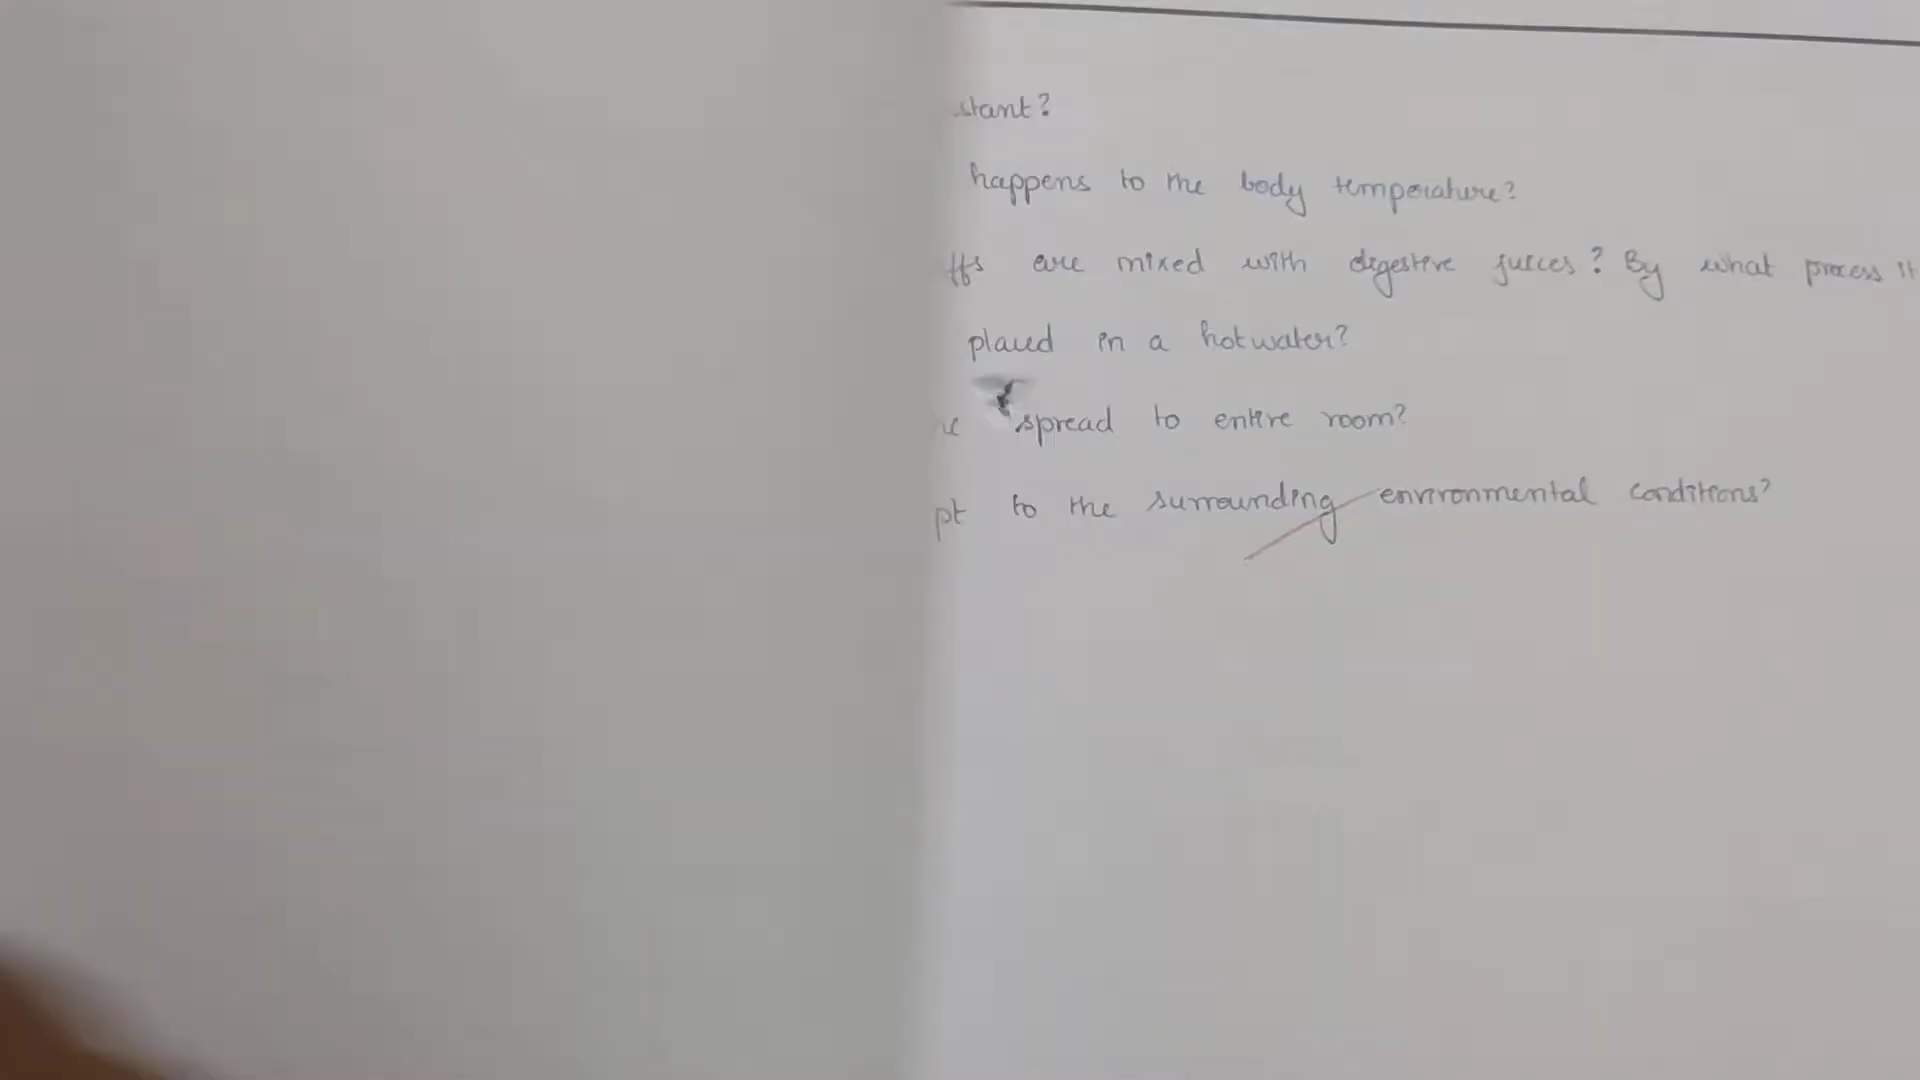 stant?
happens to the body temperature?
ffs are mixed with digestive juices? By what process it
placed in a hotwater?
spread to entire room?
pt to the surrounding environmental conditions?